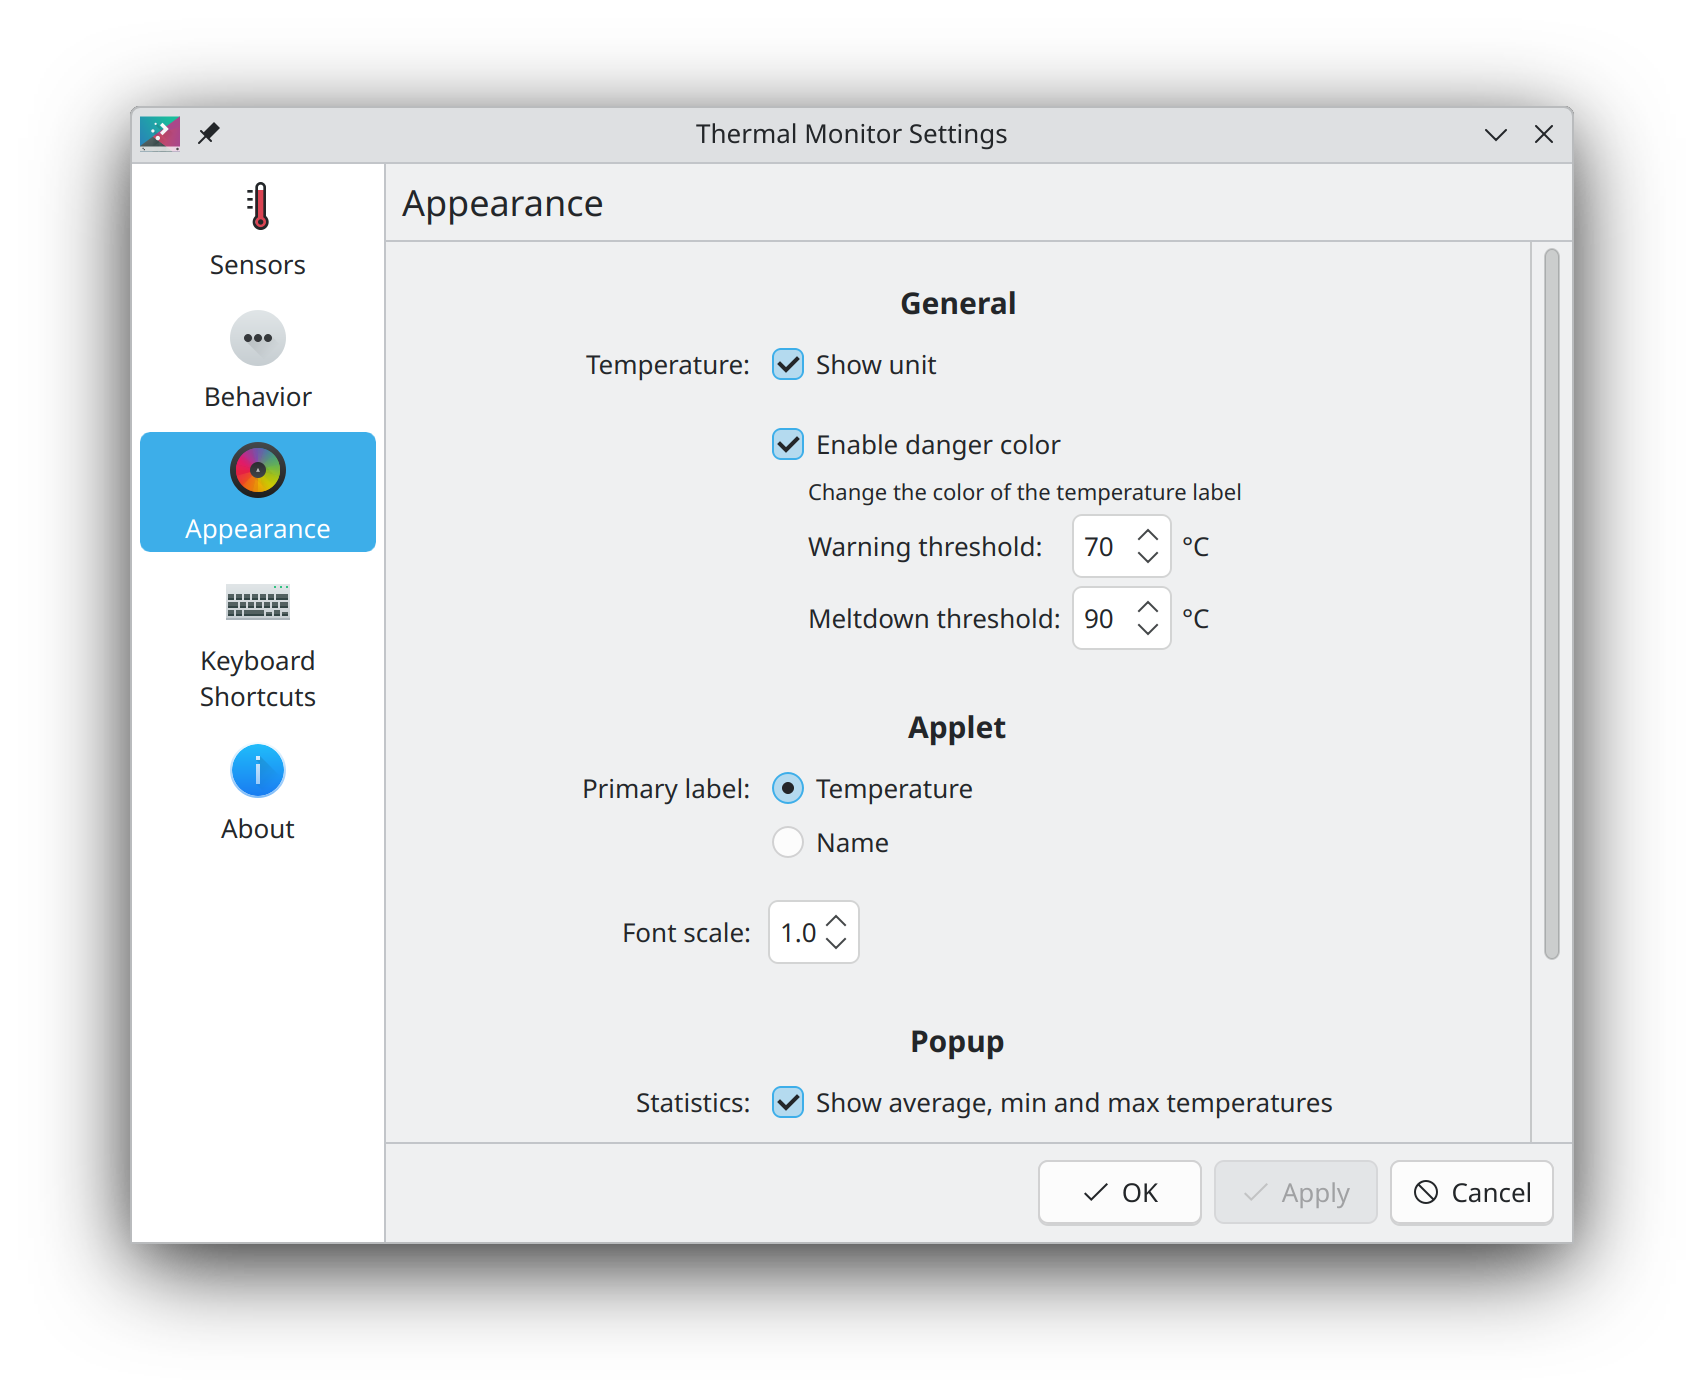 Thermal Monitor Settings
Sensors
Behavior
Appearance
Keyboard
Shortcuts
About
Appearance
General
Temperature: Show unit
Enable danger color
Change the color of the temperature label
Warning threshold: 70 °C
Meltdown threshold: 90 °C
Applet
Primary label: Temperature
Name
Font scale: 1.0
Popup
Statistics: Show average, min and max temperatures
OK Apply Cancel